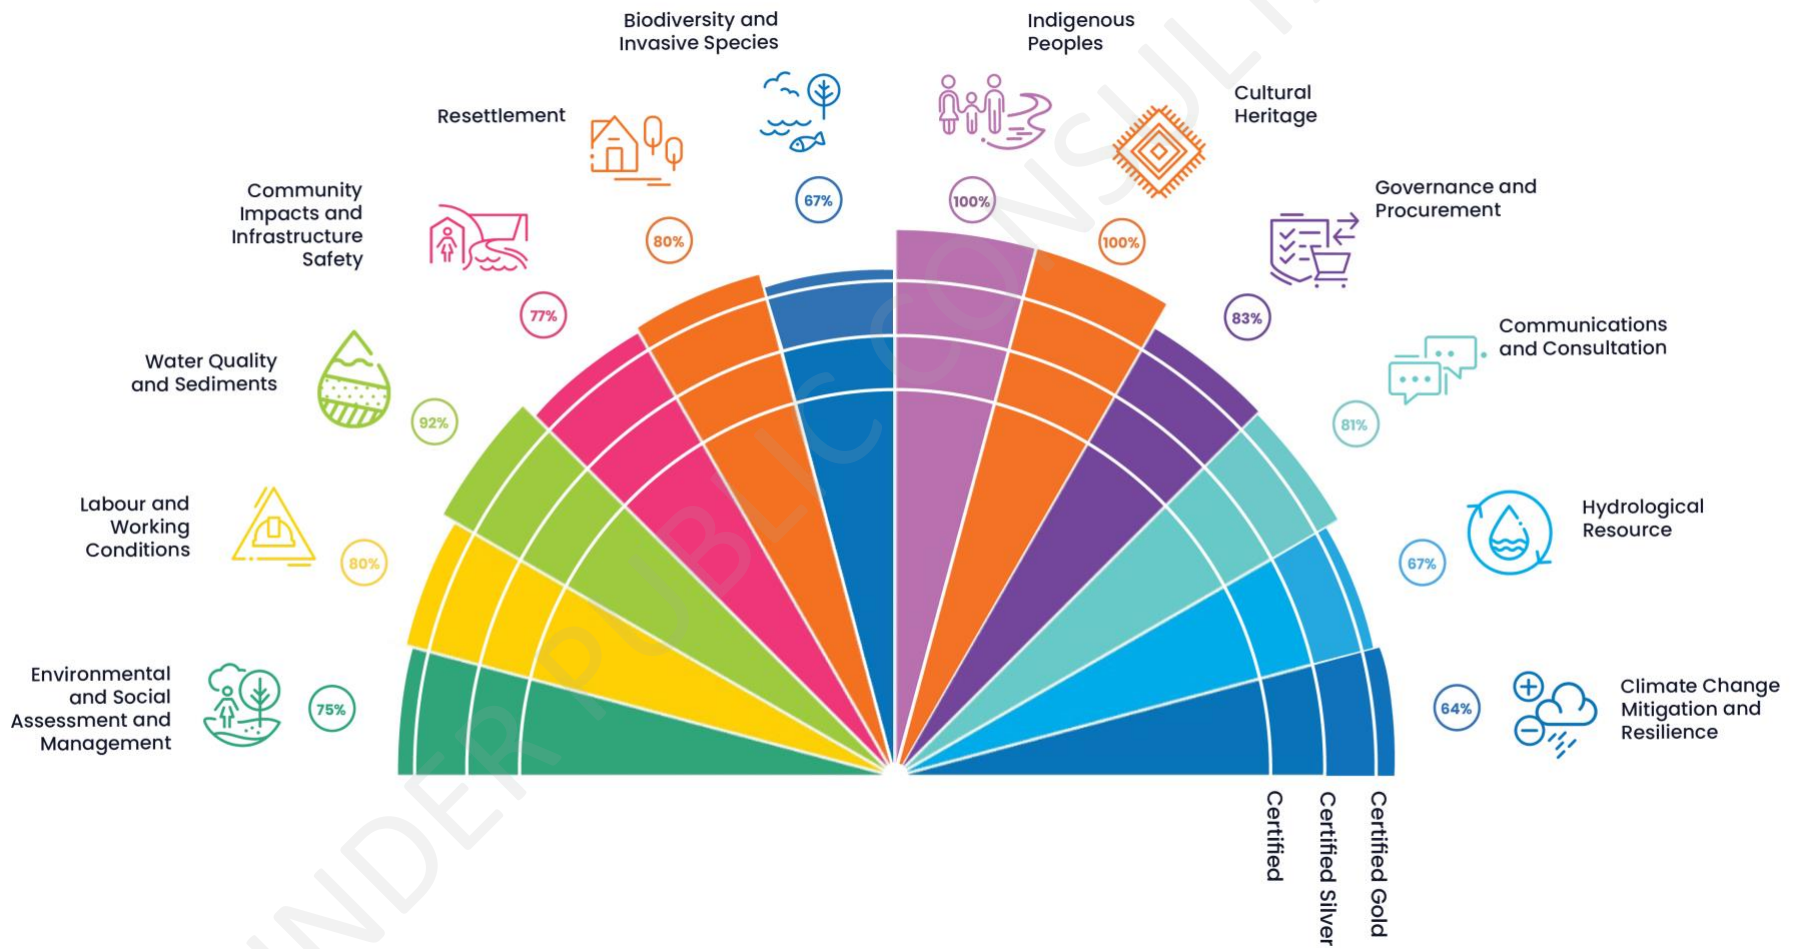 Biodiversity and
Invasive Species
67%
Indigenous
Peoples
100%
Resettlement
80%
Cultural
Heritage
100%
Community
Impacts and
Infrastructure
Safety
77%
Governance and
Procurement
83%
Water Quality
and Sediments
92%
Communications
and Consultation
81%
Labour and
Working
Conditions
80%
Hydrological
Resource
67%
Environmental
and Social
Assessment and
Management
75%
Climate Change
Mitigation and
Resilience
64%
Certified
Certified Silver
Certified Gold
UNDER PUBLIC CONSULT